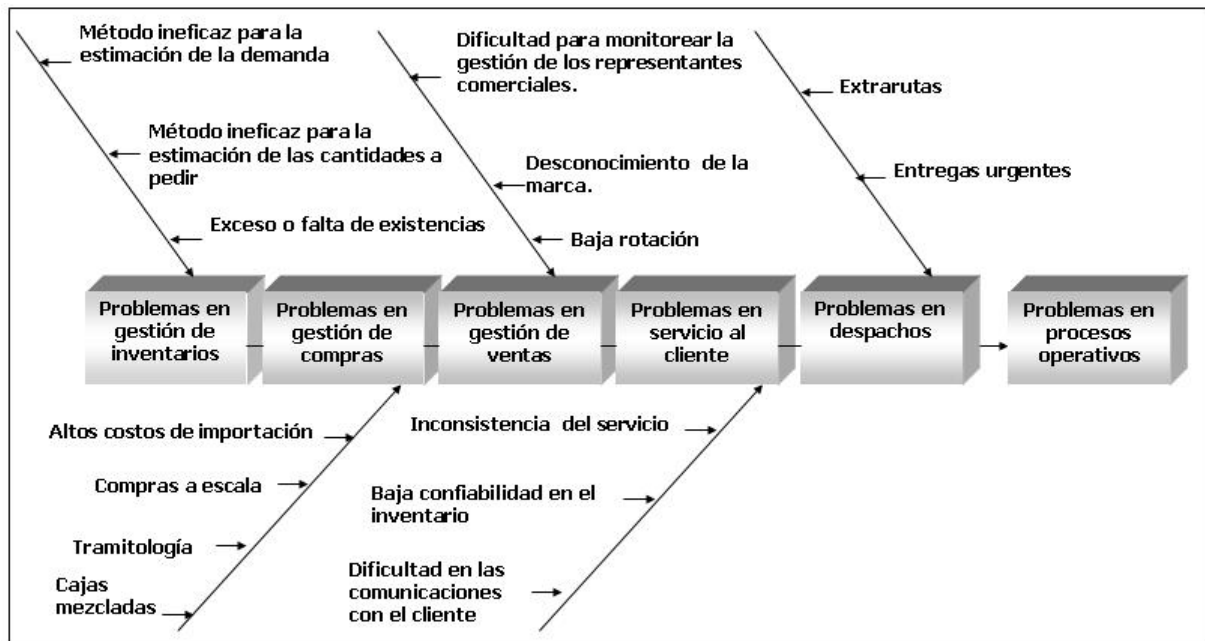 Método ineficaz para la
estimación de la demanda
Método ineficaz para la
estimación de las cantidades a
pedir
Exceso o falta de existencias
Dificultad para monitorear la
gestión de los representantes
comerciales.
Desconocimiento de la
marca.
Baja rotación
Extrarutas
Entregas urgentes
Problemas en
gestión de
inventarios
Problemas en
gestión de
compras
Problemas en
gestión de
ventas
Problemas en
servicio al
cliente
Problemas en
despachos
Problemas en
procesos
operativos
Altos costos de importación
Compras a escala
Tramitología
Cajas
mezcladas
Inconsistencia del servicio
Baja confiabilidad en el
inventario
Dificultad en las
comunicaciones
con el cliente